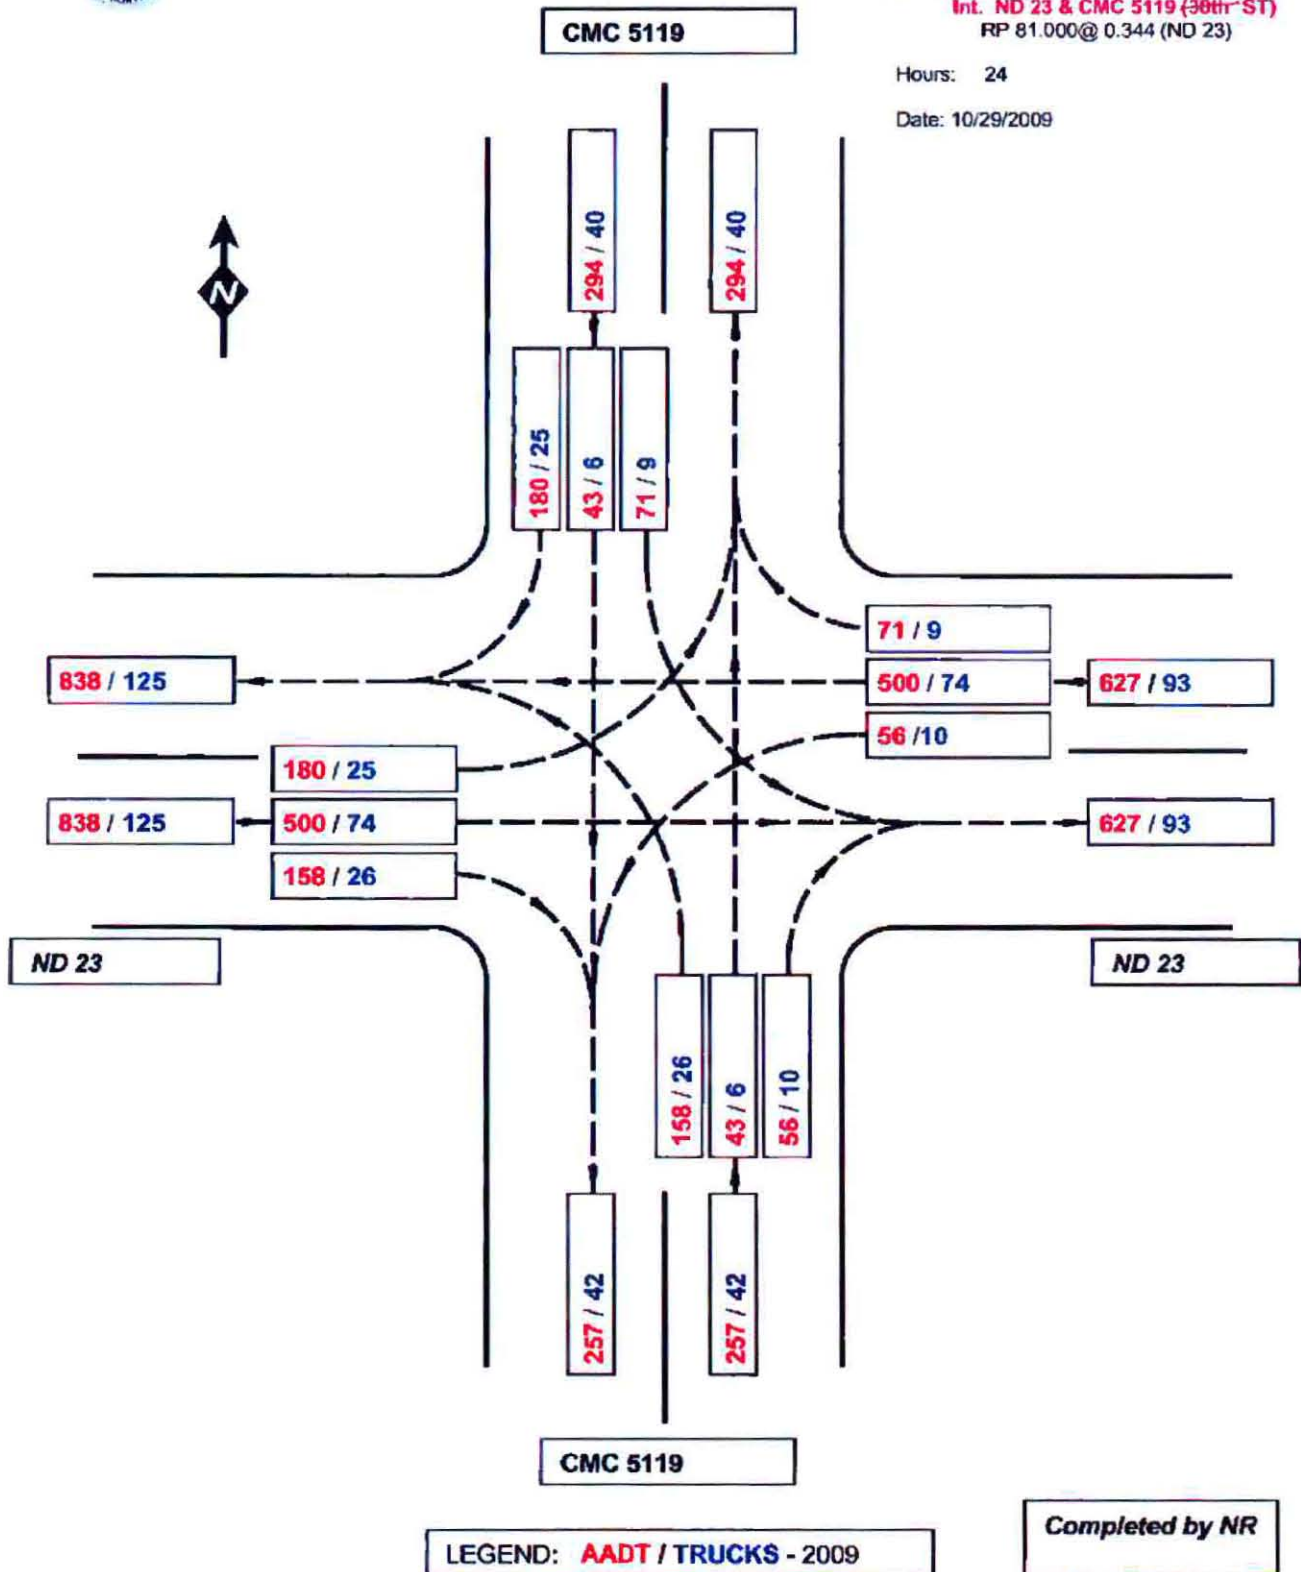 Int. ND 23 & CMC 5119 (30th ST)
RP 81.000@ 0.344 (ND 23)
CMC 5119
Hours: 24
Date: 10/29/2009
294 / 40
294 / 40
N
180 / 25
43 / 6
71 / 9
71 / 9
838 / 125
500 / 74
627 / 93
56 /10
180 / 25
838 / 125
500 / 74
627 / 93
158 / 26
ND 23
ND 23
158 / 26
43 / 6
56 / 10
257 / 42
257 / 42
CMC 5119
Completed by NR
LEGEND: AADT / TRUCKS - 2009